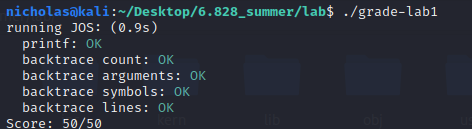 nicholas@kali:~/Desktop/6.828_summer/lab$ ./grade-lab1
running JOS: (0.9s)
  printf: OK
  backtrace count: OK
  backtrace arguments: OK
  backtrace symbols: OK
  backtrace lines: OK
Score: 50/50